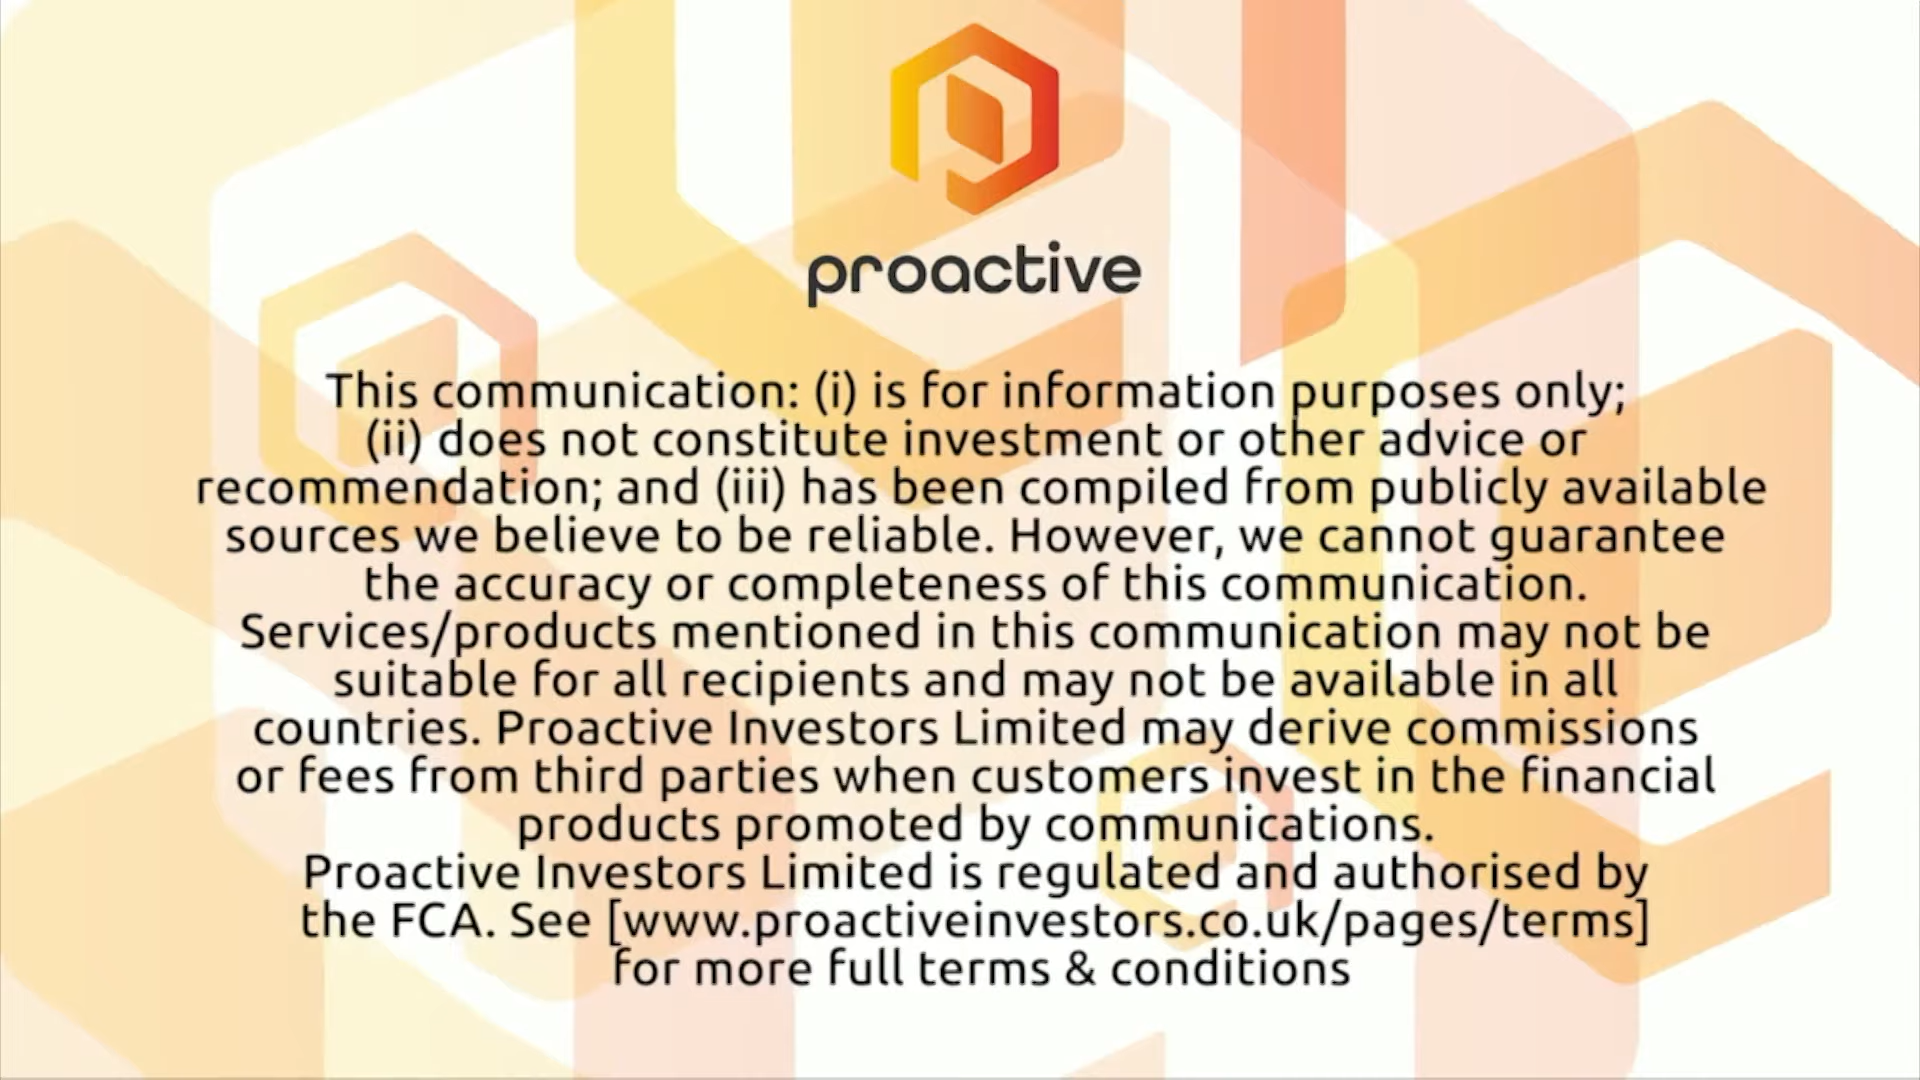 proactive
This communication: (i) is for information purposes only;
(ii) does not constitute investment or other advice or
recommendation; and (iii) has been compiled from publicly available
sources we believe to be reliable. However, we cannot guarantee
the accuracy or completeness of this communication.
Services/products mentioned in this communication may not be
suitable for all recipients and may not be available in all
countries. Proactive Investors Limited may derive commissions
or fees from third parties when customers invest in the financial
products promoted by communications.
Proactive Investors Limited is regulated and authorised by
the FCA. See [www.proactiveinvestors.co.uk/pages/terms]
for more full terms & conditions